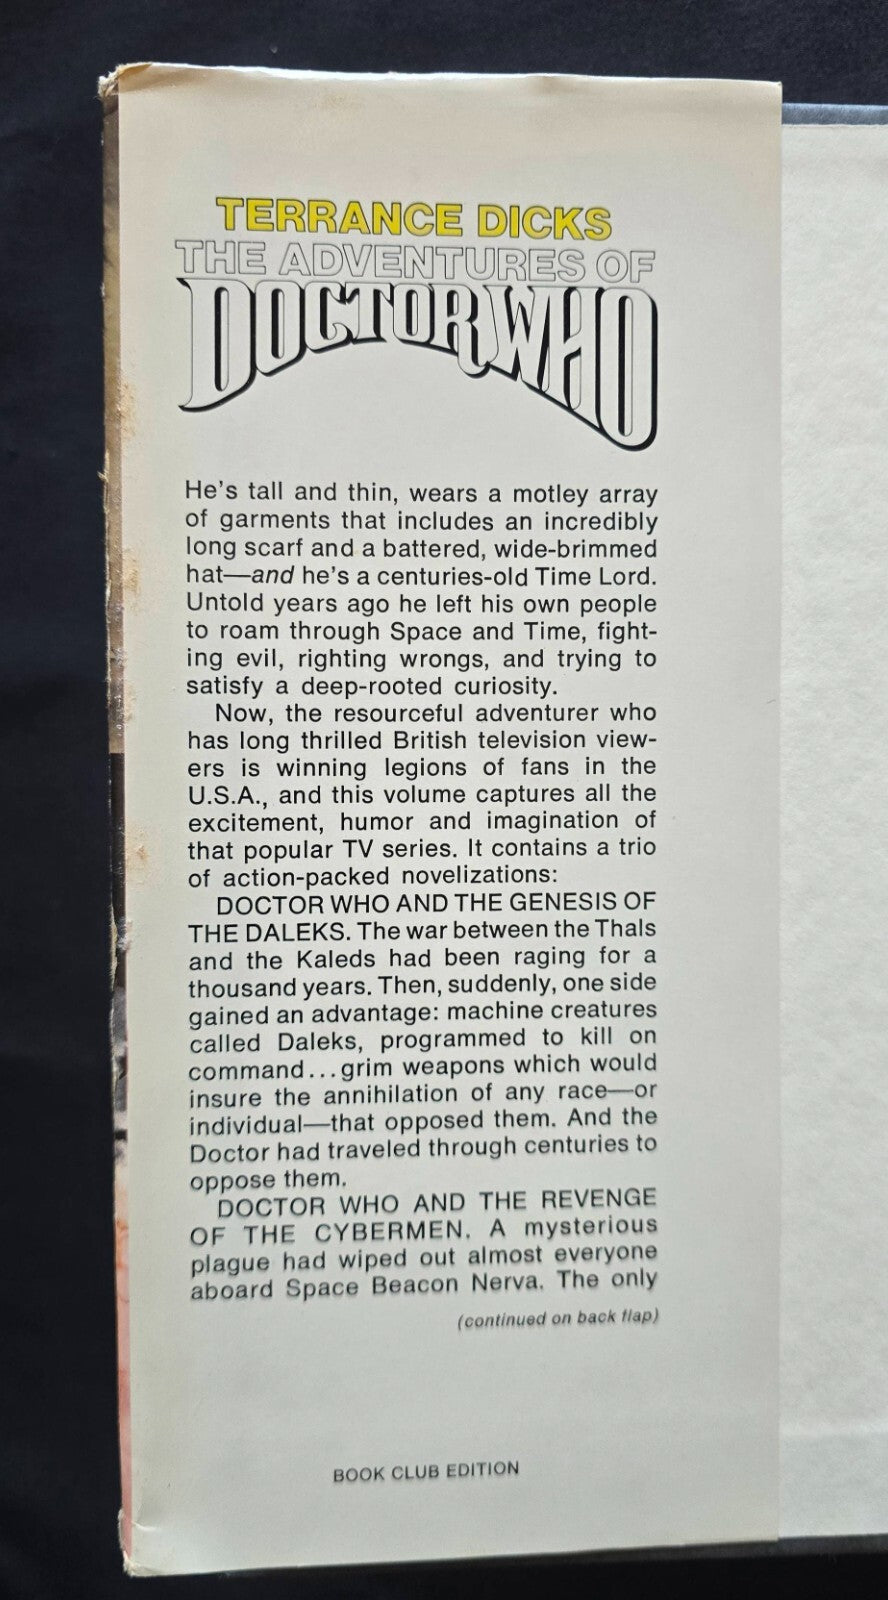 TERRANCE DICKS
THE ADVENTURES OF
DOCTOR WHO
He's tall and thin, wears a motley array
of garments that includes an incredibly
long scarf and a battered, wide-brimmed
hat—and he's a centuries-old Time Lord.
Untold years ago he left his own people
to roam through Space and Time, fight-
ing evil, righting wrongs, and trying to
satisfy a deep-rooted curiosity.
Now, the resourceful adventurer who
has long thrilled British television view-
ers is winning legions of fans in the
U.S.A., and this volume captures all the
excitement, humor and imagination of
that popular TV series. It contains a trio
of action-packed novelizations:
DOCTOR WHO AND THE GENESIS OF
THE DALEKS. The war between the Thals
and the Kaleds had been raging for a
thousand years. Then, suddenly, one side
gained an advantage: machine creatures
called Daleks, programmed to kill on
command...grim weapons which would
insure the annihilation of any race—or
individual—that opposed them. And the
Doctor had traveled through centuries to
oppose them.
DOCTOR WHO AND THE REVENGE
OF THE CYBERMEN. A mysterious
plague had wiped out almost everyone
aboard Space Beacon Nerva. The only
(continued on back flap)
BOOK CLUB EDITION